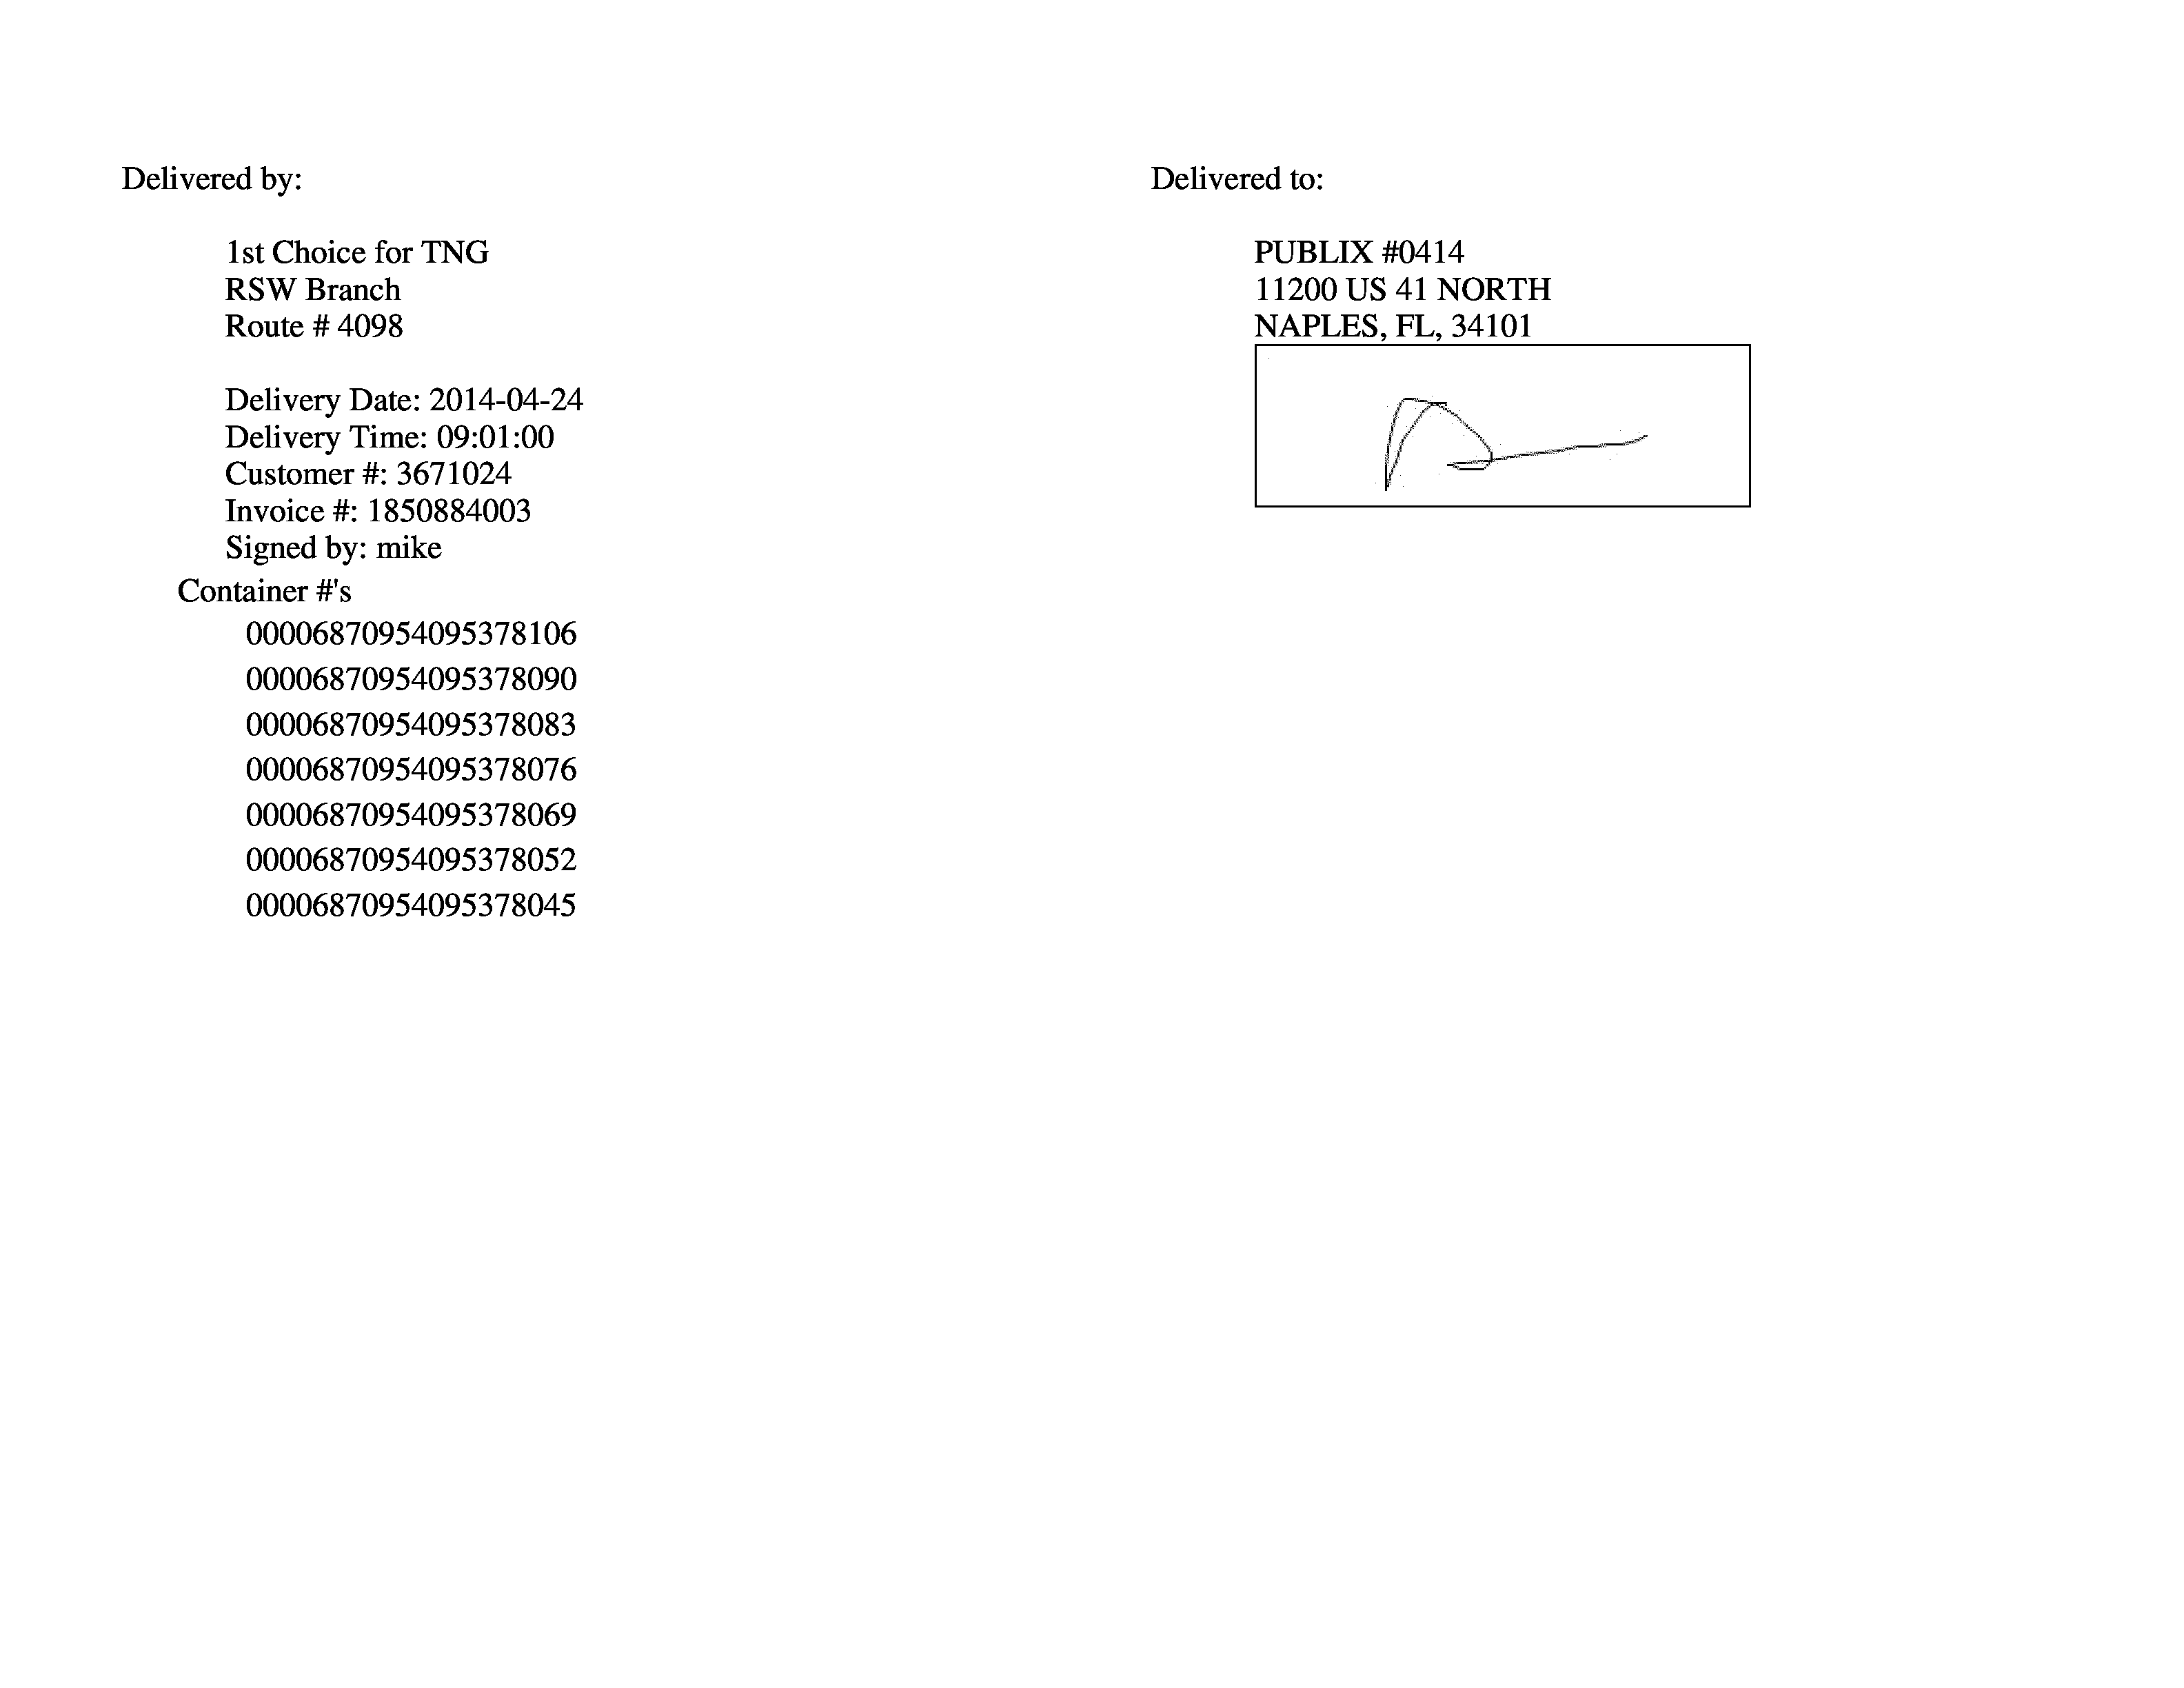 Delivered by:
1st Choice for TNG
RSW Branch
Route # 4098
Delivery Date: 2014-04-24
Delivery Time: 09:01:00
Customer #: 3671024
Invoice #: 1850884003
Signed by: mike
Container #'s
00006870954095378106
00006870954095378090
00006870954095378083
00006870954095378076
00006870954095378069
00006870954095378052
00006870954095378045
Delivered to:
PUBLIX #0414
11200 US 41 NORTH
NAPLES, FL, 34101